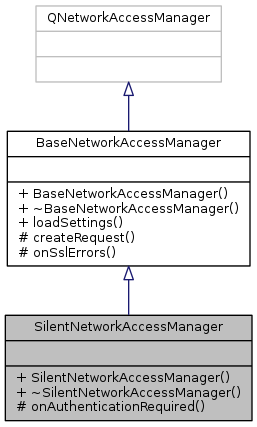 QNetworkAccessManager
BaseNetworkAccessManager
+ BaseNetworkAccessManager()
+ ~BaseNetworkAccessManager()
+ loadSettings()
# createRequest()
# onSslErrors()
SilentNetworkAccessManager
+ SilentNetworkAccessManager()
+ ~SilentNetworkAccessManager()
# onAuthenticationRequired()